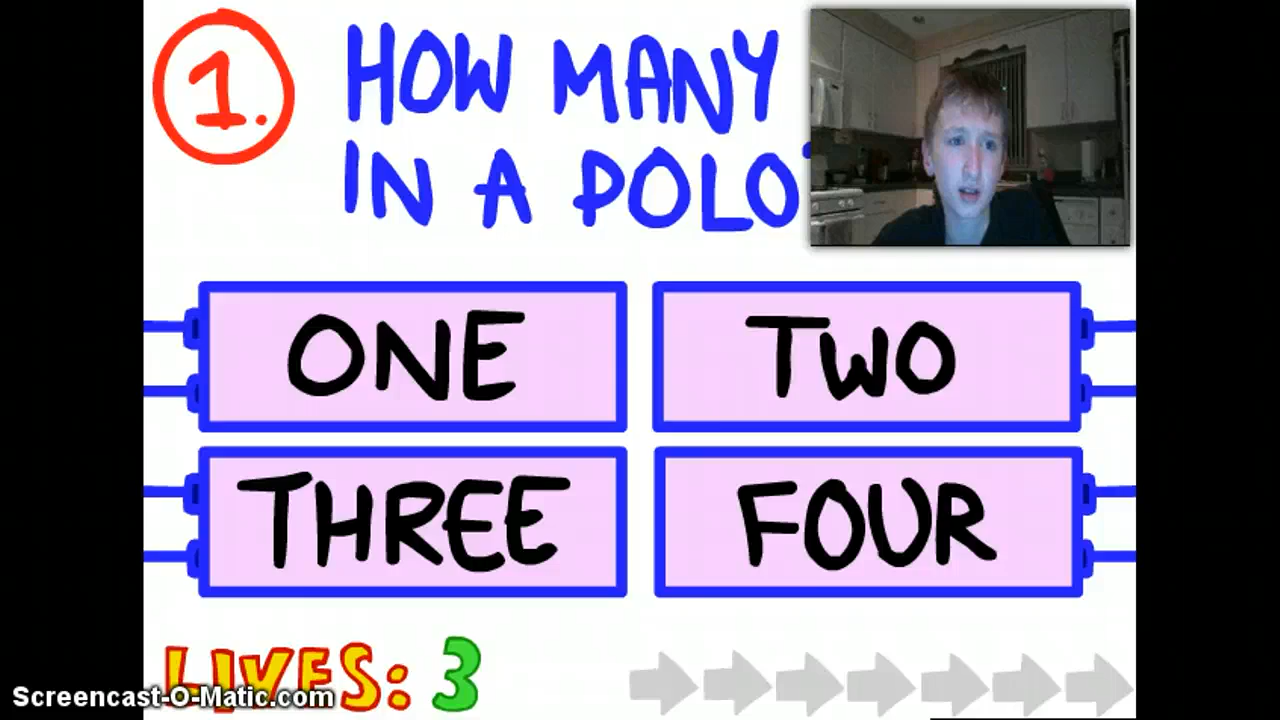 1. HOW MANY
IN A POLO
ONE
TWO
THREE
FOUR
LIVES: 3
Screencast-O-Matic.com